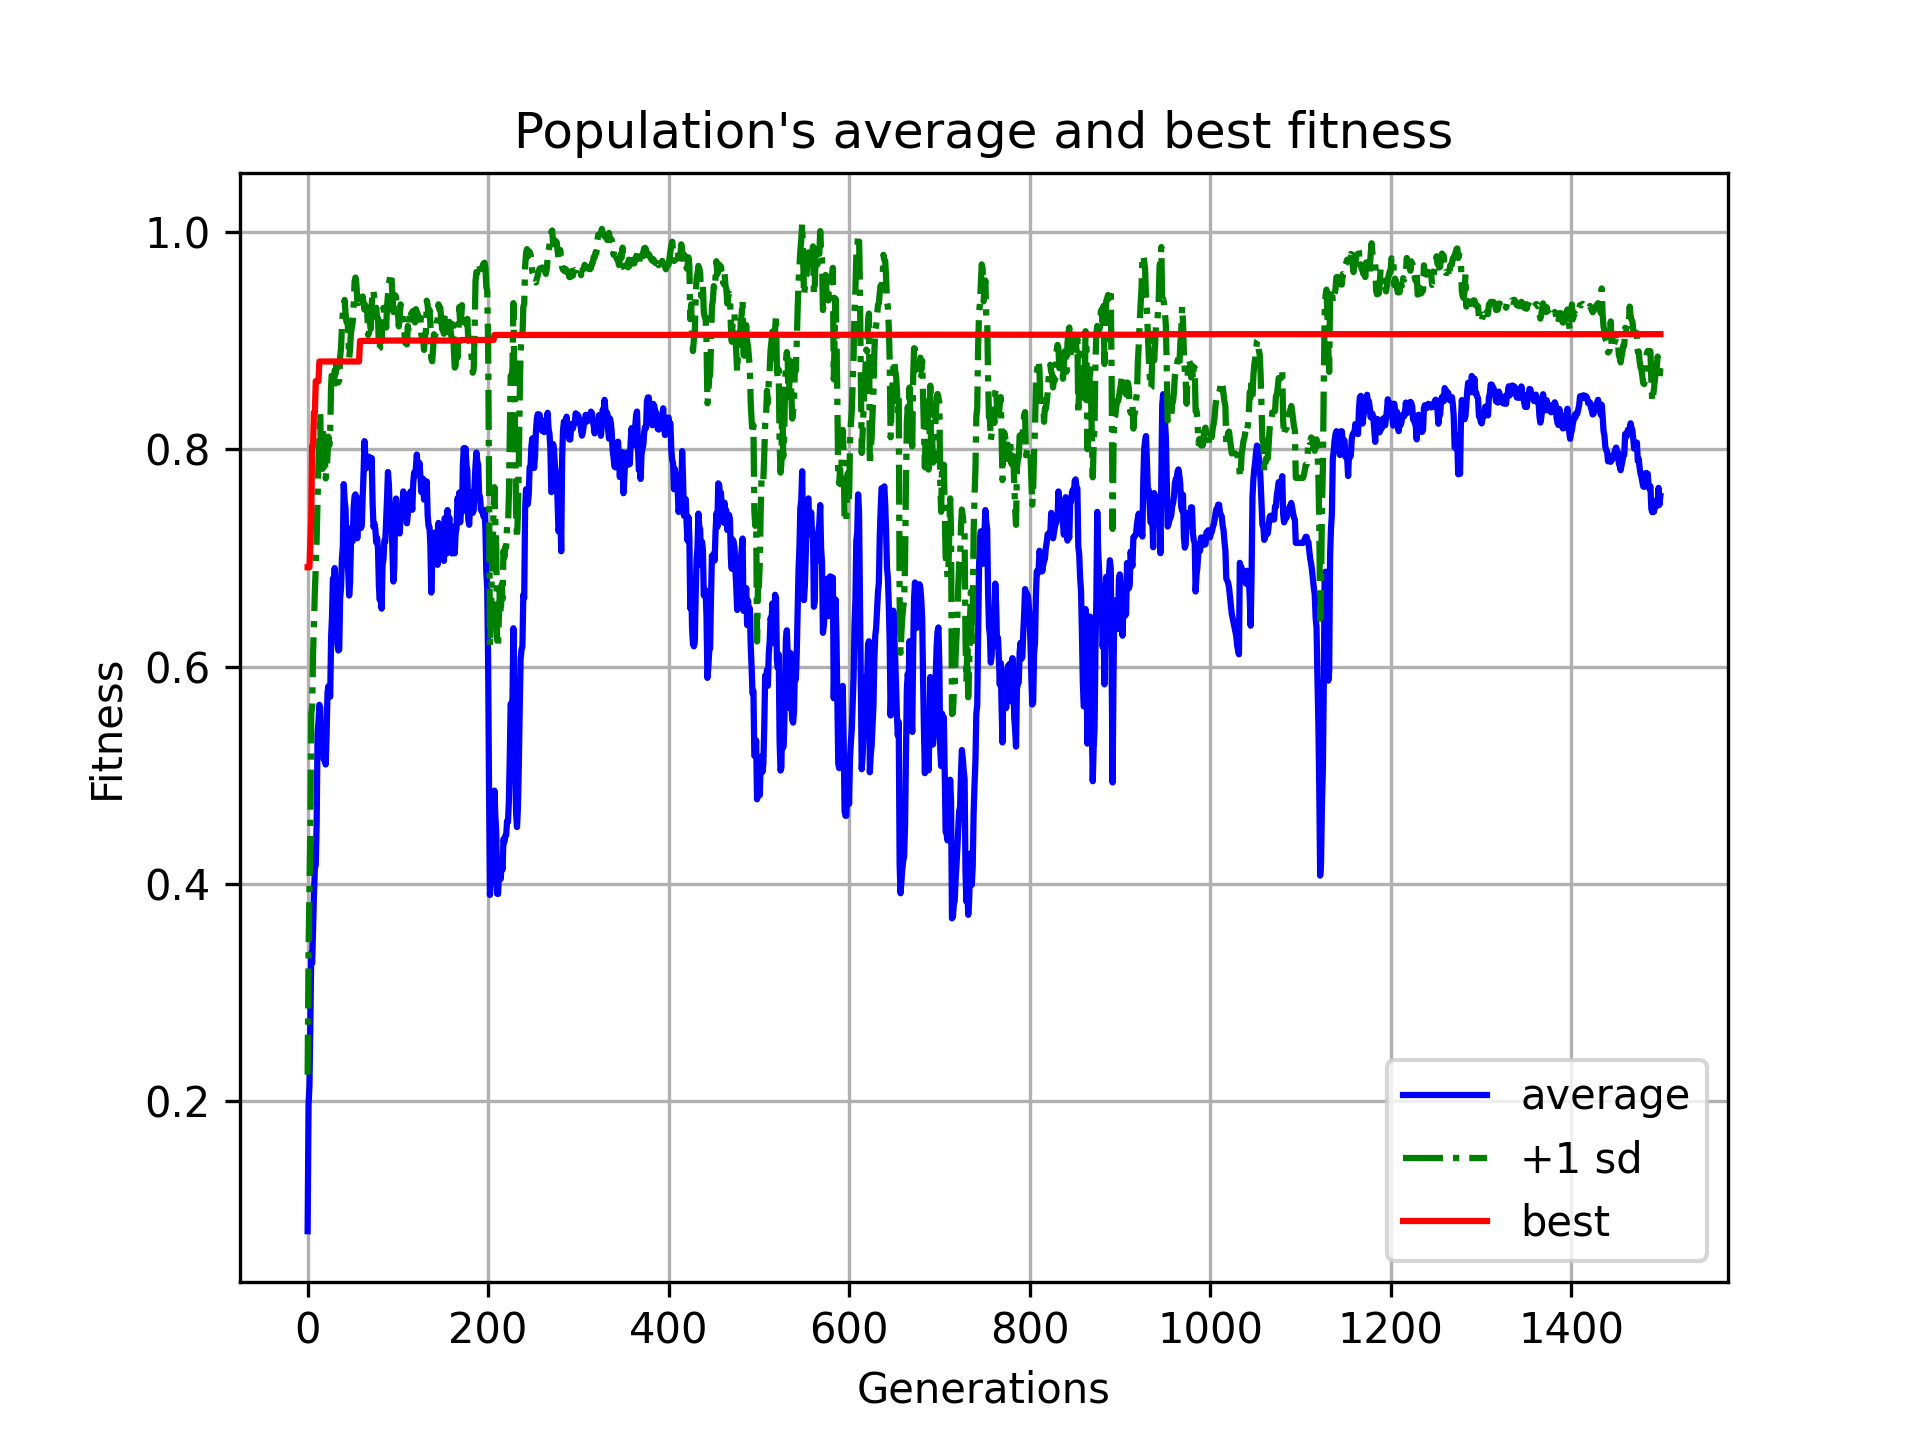 Population's average and best fitness
Fitness
1.0
0.8
0.6
0.4
0.2
0 200 400 600 800 1000 1200 1400
Generations
average
+1 sd
best